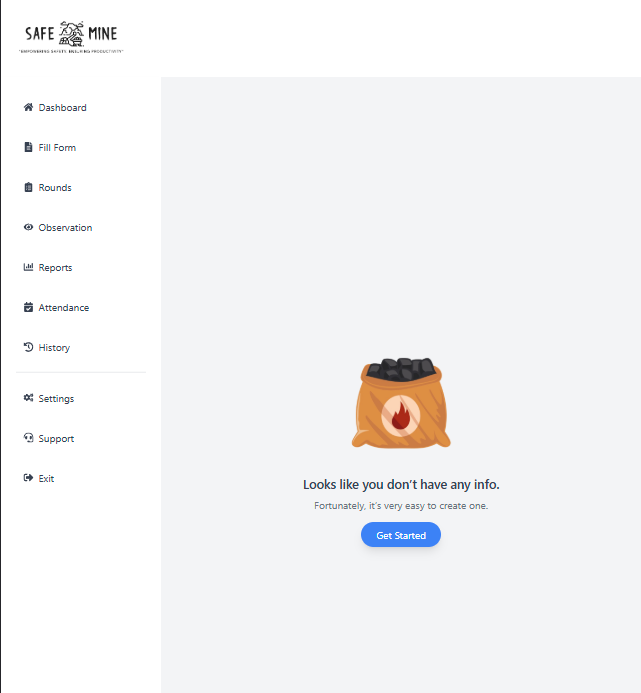 SAFE MINE
"EMPOWERING SAFETY, ENSURING PRODUCTIVITY"
Dashboard
Fill Form
Rounds
Observation
Reports
Attendance
History
Settings
Support
Exit
Looks like you don't have any info.
Fortunately, it's very easy to create one.
Get Started